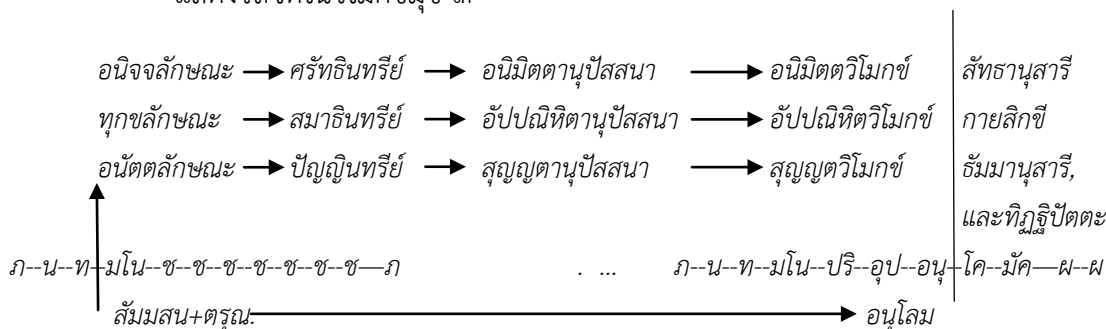 อนิจจลักษณะ ศรัทธินทรีย์ อนิมิตตานุปัสสนา อนิมิตตวิโมกข์ สัทธานุสารี
ทุกขลักษณะ สมาธินทรีย์ อัปปณิหิตานุปัสสนา อัปปณิหิตวิโมกข์ กายสิกขี
อนัตตลักษณะ ปัญญินทรีย์ สุญญตานุปัสสนา สุญญตวิโมกข์ ธัมมานุสารี,
และทิฏฐิปัตตะ
ภ--น--ท--มโน--ช--ช--ช--ช--ช--ช--ช—ภ . ... ภ--น--ท--มโน--ปริ--อุป--อนุ--โค--มัค—ผ--ผ
สัมมสน+ตรุณ. อนุโลม